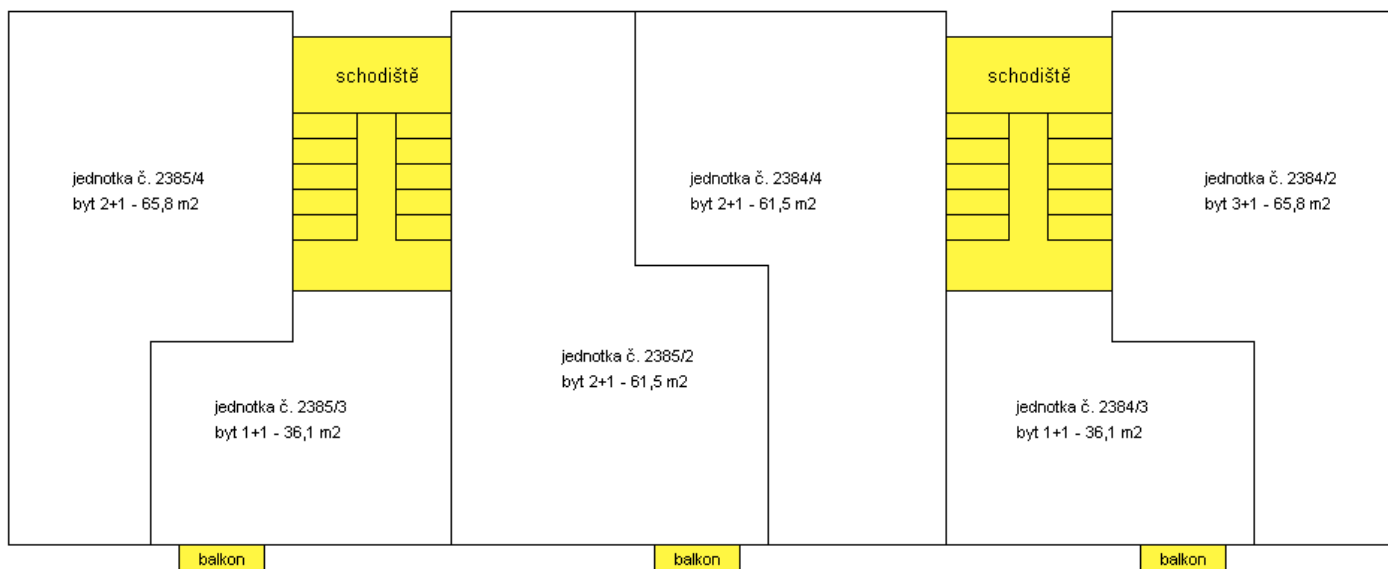 schodiště
schodiště
jednotka č. 2385/4
byt 2+1 - 65,8 m2
jednotka č. 2384/4
byt 2+1 - 61,5 m2
jednotka č. 2384/2
byt 3+1 - 65,8 m2
jednotka č. 2385/2
byt 2+1 - 61,5 m2
jednotka č. 2385/3
byt 1+1 - 36,1 m2
jednotka č. 2384/3
byt 1+1 - 36,1 m2
balkon
balkon
balkon